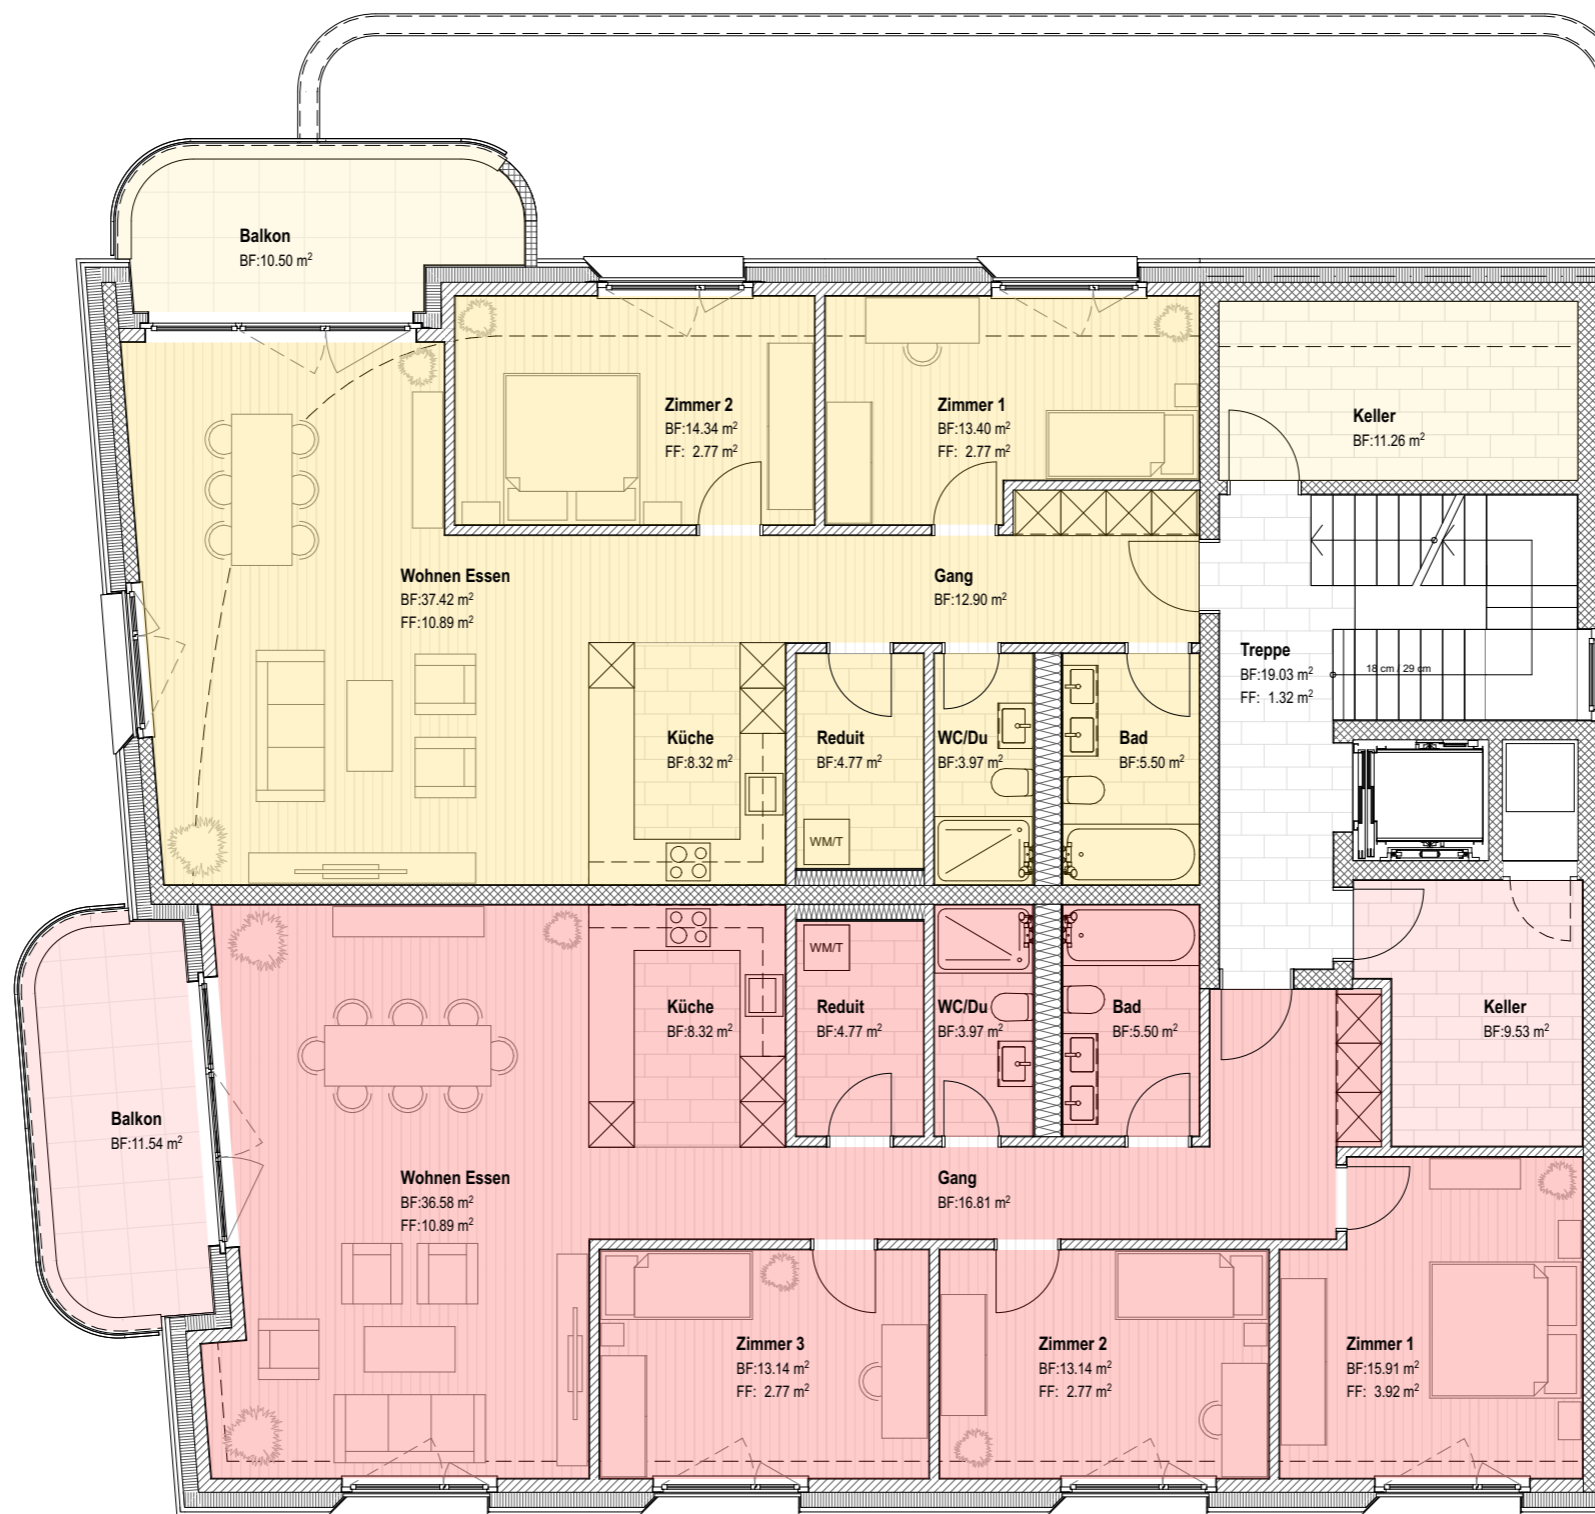 Balkon
BF:10.50 m²
Zimmer 2
BF:14.34 m²
FF: 2.77 m²
Zimmer 1
BF:13.40 m²
FF: 2.77 m²
Keller
BF:11.26 m²
Wohnen Essen
BF:37.42 m²
FF:10.89 m²
Gang
BF:12.90 m²
Treppe
BF:19.03 m²
FF: 1.32 m²
18 cm / 29 cm
Küche
BF:8.32 m²
Reduit
BF:4.77 m²
WC/Du
BF:3.97 m²
Bad
BF:5.50 m²
WM/T
WM/T
Küche
BF:8.32 m²
Reduit
BF:4.77 m²
WC/Du
BF:3.97 m²
Bad
BF:5.50 m²
Keller
BF:9.53 m²
Balkon
BF:11.54 m²
Wohnen Essen
BF:36.58 m²
FF:10.89 m²
Gang
BF:16.81 m²
Zimmer 3
BF:13.14 m²
FF: 2.77 m²
Zimmer 2
BF:13.14 m²
FF: 2.77 m²
Zimmer 1
BF:15.91 m²
FF: 3.92 m²